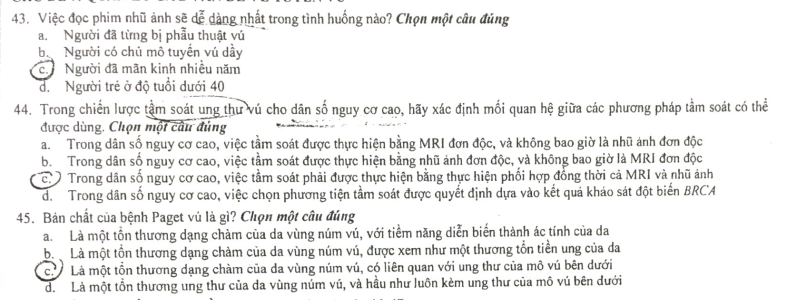 43. Việc đọc phim nhũ ảnh sẽ dễ dàng nhất trong tình huống nào? Chọn một câu đúng
a. Người đã từng bị phẫu thuật vú
b. Người có chủ mô tuyến vú dầy
c. Người đã mãn kinh nhiều năm
d. Người trẻ ở độ tuổi dưới 40
44. Trong chiến lược tầm soát ung thư vú cho dân số nguy cơ cao, hãy xác định mối quan hệ giữa các phương pháp tầm soát có thể
được dùng. Chọn một câu đúng
a. Trong dân số nguy cơ cao, việc tầm soát được thực hiện bằng MRI đơn độc, và không bao giờ là nhũ ảnh đơn độc
b. Trong dân số nguy cơ cao, việc tầm soát được thực hiện bằng nhũ ảnh đơn độc, và không bao giờ là MRI đơn độc
c. Trong dân số nguy cơ cao, việc tầm soát phải được thực hiện bằng thực hiện phối hợp đồng thời cả MRI và nhũ ảnh
d. Trong dân số nguy cơ cao, việc chọn phương tiện tầm soát được quyết định dựa vào kết quả khảo sát đột biến BRCA
45. Bản chất của bệnh Paget vú là gì? Chọn một câu đúng
a. Là một tổn thương dạng chàm của da vùng núm vú, với tiềm năng diễn biến thành ác tính của da
b. Là một tổn thương dạng chàm của da vùng núm vú, được xem như một thương tổn tiền ung của da
c. Là một tổn thương dạng chàm của da vùng núm vú, có liên quan với ung thư của mô vú bên dưới
d. Là một tổn thương ung thư của da vùng núm vú, và hầu như luôn kèm ung thư của mô vú bên dưới